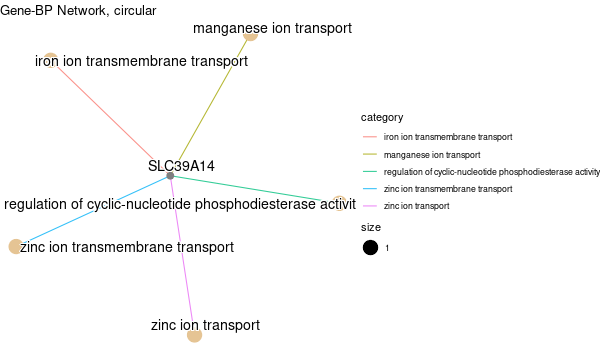 Gene-BP Network, circular
manganese ion transport
iron ion transmembrane transport
SLC39A14
regulation of cyclic-nucleotide phosphodiesterase activit
zinc ion transmembrane transport
zinc ion transport
category
iron ion transmembrane transport
manganese ion transport
regulation of cyclic-nucleotide phosphodiesterase activity
zinc ion transmembrane transport
zinc ion transport
size
1